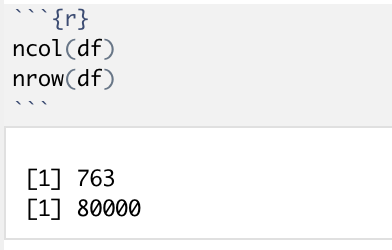 ```{r}
ncol(df)
nrow(df)
```
[1] 763
[1] 80000